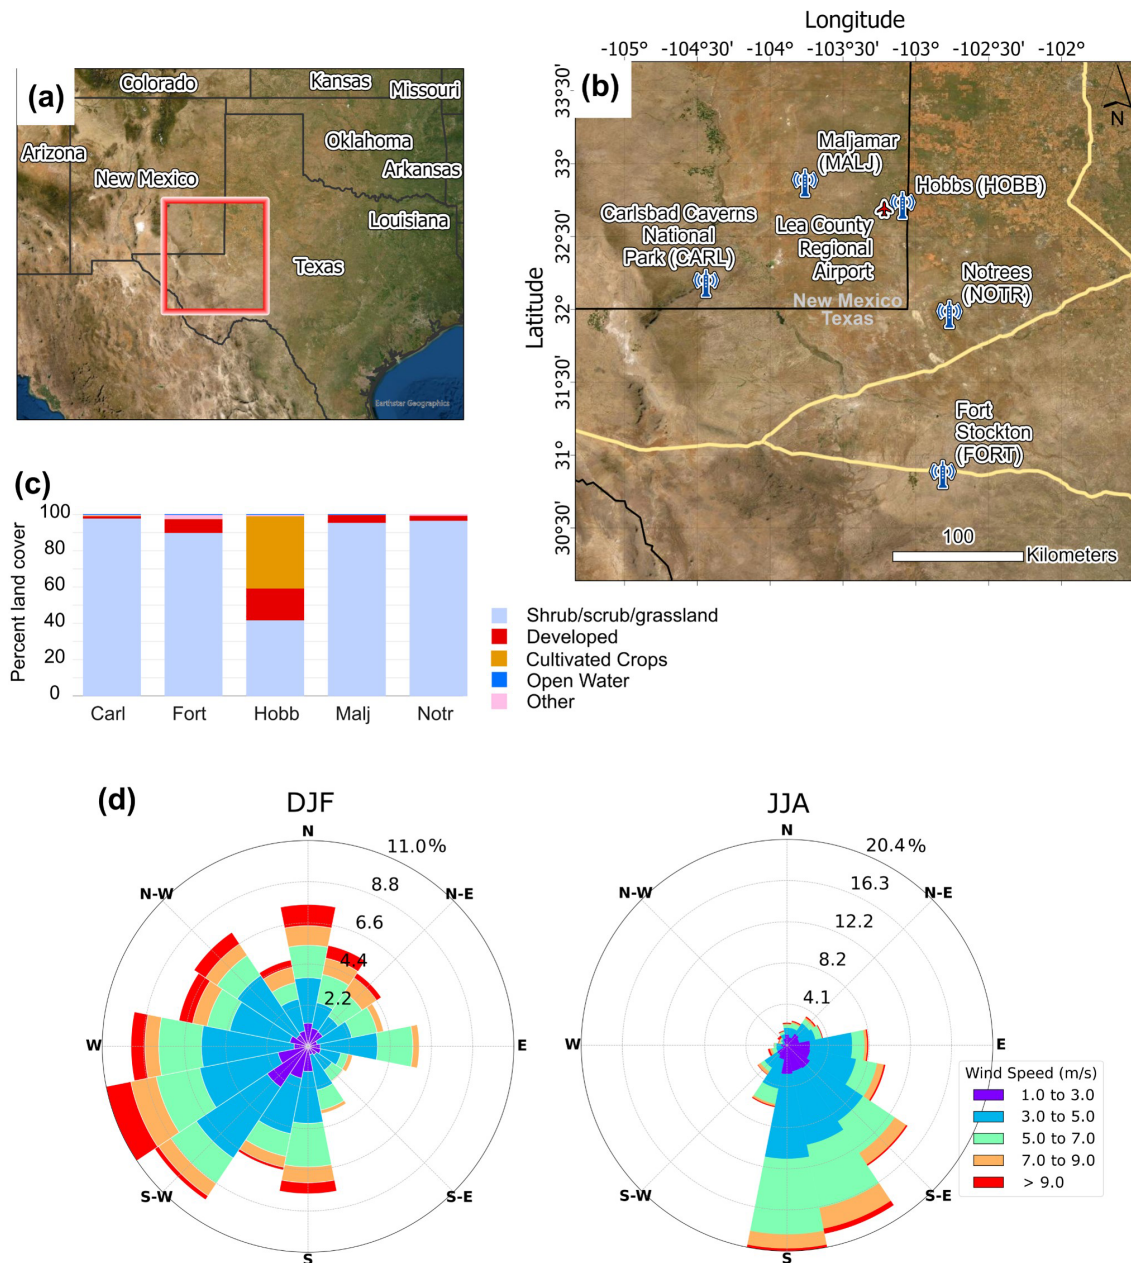 (a)
Colorado
Kansas
Missouri
Oklahoma
Arizona
Arkansas
New Mexico
Louisiana
Texas
Earthstar Geographics
(b)
Longitude
-105°
-104°30'
-104°
-103°30'
-103°
-102°30'
-102°
Latitude
33°30'
33°
32°30'
32°
31°30'
31°
30°30'
N
Maljamar
(MALJ)
Hobbs (HOBB)
Carlsbad Caverns
National
Park (CARL)
Lea County
Regional
Airport
Notrees
(NOTR)
New Mexico
Texas
Fort
Stockton
(FORT)
100
Kilometers
(c)
Percent land cover
100
80
60
40
20
0
Carl
Fort
Hobb
Malj
Notr
Shrub/scrub/grassland
Developed
Cultivated Crops
Open Water
Other
(d)
DJF
N
11.0%
8.8
6.6
4.4
2.2
N-W
N-E
W
E
S-W
S-E
S
JJA
N
20.4%
16.3
12.2
8.2
4.1
N-W
N-E
W
E
S-W
S-E
S
Wind Speed (m/s)
1.0 to 3.0
3.0 to 5.0
5.0 to 7.0
7.0 to 9.0
> 9.0